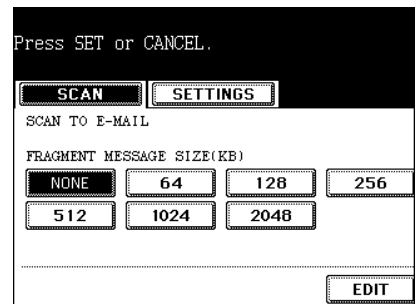 Press SET or CANCEL.
SCAN SETTINGS
SCAN TO E-MAIL
FRAGMENT MESSAGE SIZE(KB)
NONE 64 128 256
512 1024 2048
EDIT